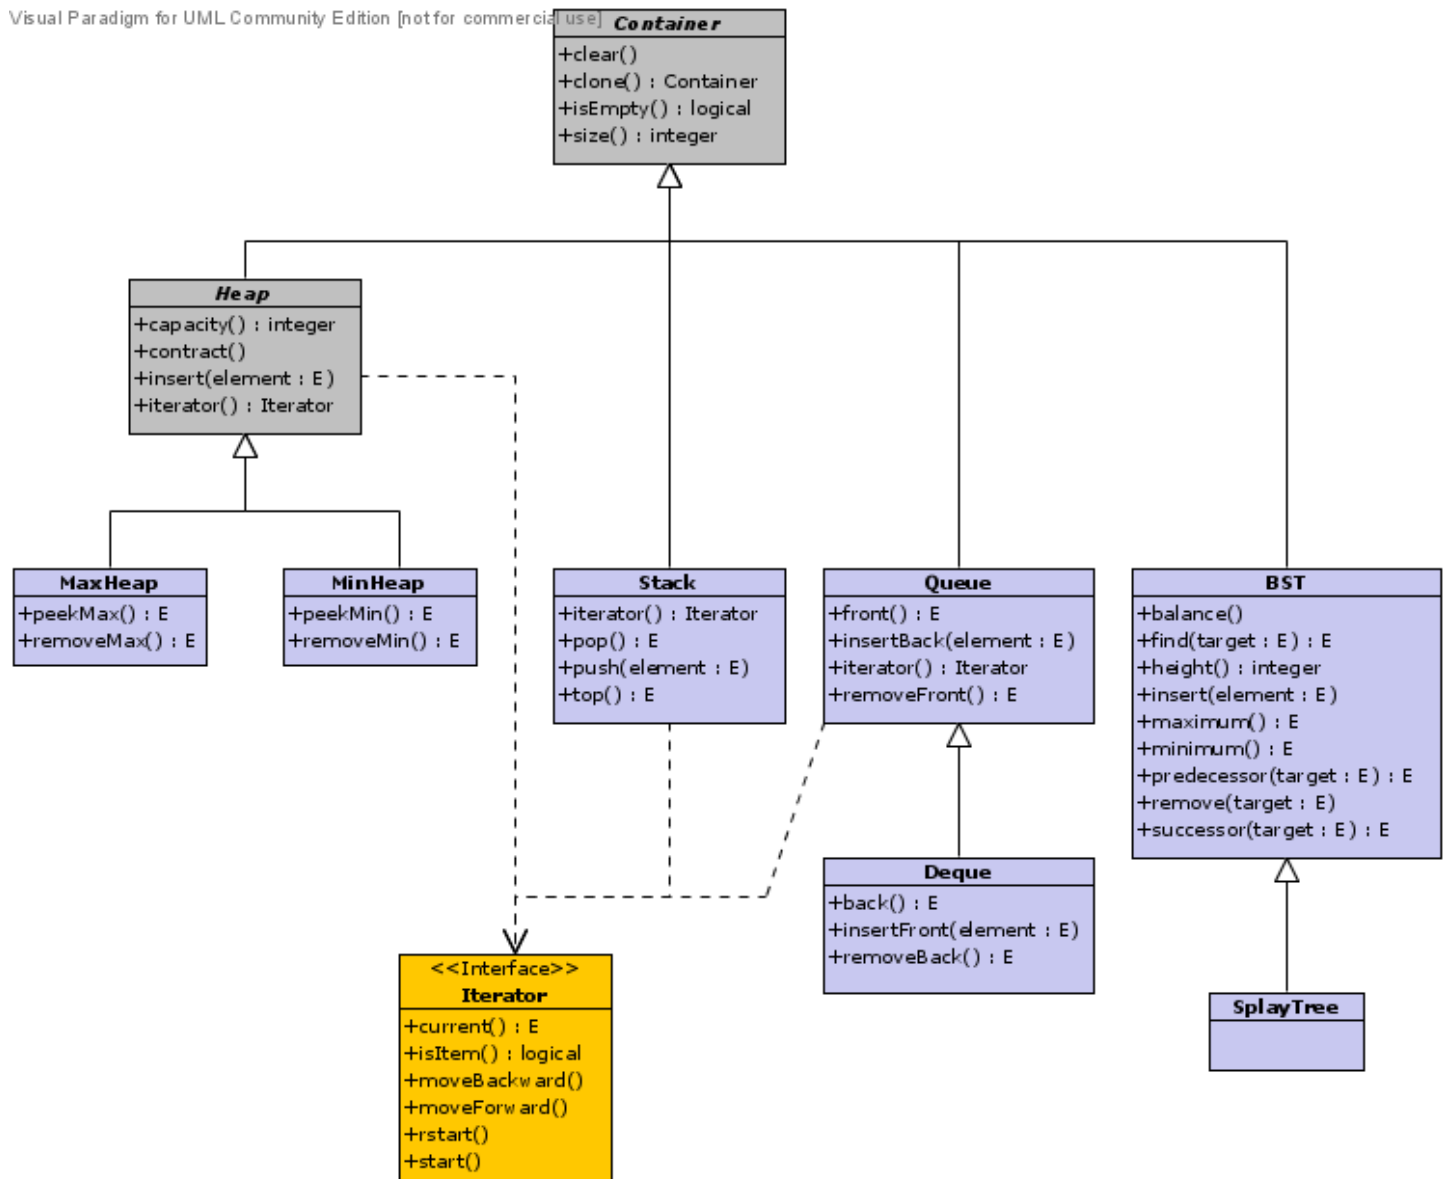 Visual Paradigm for UML Community Edition [not for commercial use]
Container
+clear()
+clone() : Container
+isEmpty() : logical
+size() : integer
Heap
+capacity() : integer
+contract()
+insert(element : E)
+iterator() : Iterator
MaxHeap
+peekMax() : E
+removeMax() : E
MinHeap
+peekMin() : E
+removeMin() : E
Stack
+iterator() : Iterator
+pop() : E
+push(element : E)
+top() : E
Queue
+front() : E
+insertBack(element : E)
+iterator() : Iterator
+removeFront() : E
BST
+balance()
+find(target : E) : E
+height() : integer
+insert(element : E)
+maximum() : E
+minimum() : E
+predecessor(target : E) : E
+remove(target : E)
+successor(target : E) : E
Deque
+back() : E
+insertFront(element : E)
+removeBack() : E
<<Interface>>
Iterator
+current() : E
+isItem() : logical
+moveBackward()
+moveForward()
+rstart()
+start()
SplayTree